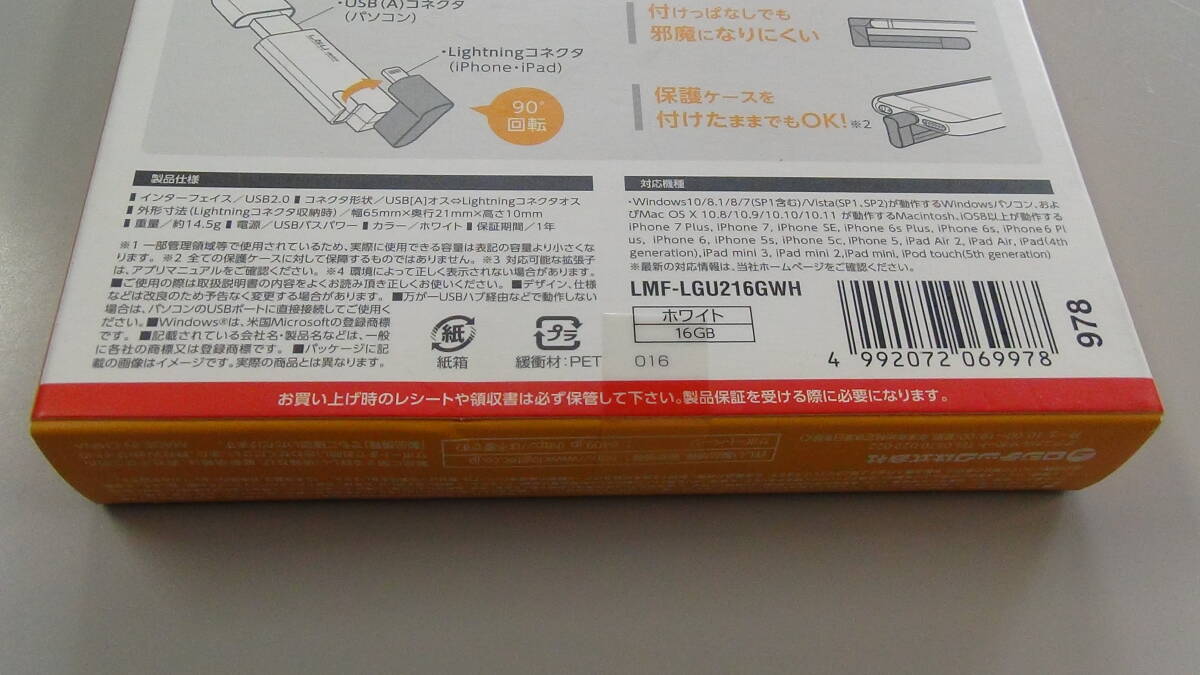 ・USB(A)コネクタ
(パソコン)
・Lightningコネクタ
(iPhone・iPad)
90°
回転
付けっぱなしでも
邪魔になりにくい
保護ケースを
付けたままでもOK!※2
製品仕様
■インターフェイス／USB2.0 ■コネクタ形状／USB[A]オス⇔Lightningコネクタオス
■外形寸法(Lightningコネクタ収納時)／幅65mm×奥行21mm×高さ10mm
■重量／約14.5g ■電源／USBバスパワー ■カラー／ホワイト ■保証期間／1年
※1 一部管理領域等で使用されているため、実際に使用できる容量は表記の容量より小さくな
ります。※2 全ての保護ケースに対して保障するものではありません。※3 対応可能な拡張子
は、アプリマニュアルをご確認ください。※4 環境によって正しく表示されない場合があります。
■ご使用の際は取扱説明書の内容をよくお読み頂き正しくお使いください。■デザイン、仕様
などは改良のため予告なく変更する場合があります。■万が一USBハブ経由などで動作しない
場合は、パソコンのUSBポートに直接接続してご使用く
ださい。■Windows®は、米国Microsoftの登録商標
です。■記載されている会社名・製品名などは、一般
に各社の商標又は登録商標です。■パッケージに記
載の画像はイメージです。実際の商品とは異なります。
紙
紙箱
プラ
緩衝材:PET
対応機種
・Windows10/8.1/8/7(SP1含む)/Vista(SP1、SP2)が動作するWindowsパソコン、およ
びMac OS X 10.8/10.9/10.10/10.11 が動作するMacintosh、iOS8以上が動作する
iPhone 7 Plus, iPhone 7, iPhone SE, iPhone 6s Plus, iPhone 6s, iPhone6 Pl
us, iPhone 6, iPhone 5s, iPhone 5c, iPhone 5, iPad Air 2, iPad Air, iPad(4th
generation),iPad mini 3, iPad mini 2,iPad mini, iPod touch(5th generation)
※最新の対応情報は、当社ホームページをご確認ください。
LMF-LGU216GWH
ホワイト
16GB
016
4 992072 069978
978
お買い上げ時のレシートや領収書は必ず保管して下さい。製品保証を受ける際に必要になります。
ロジテック株式会社